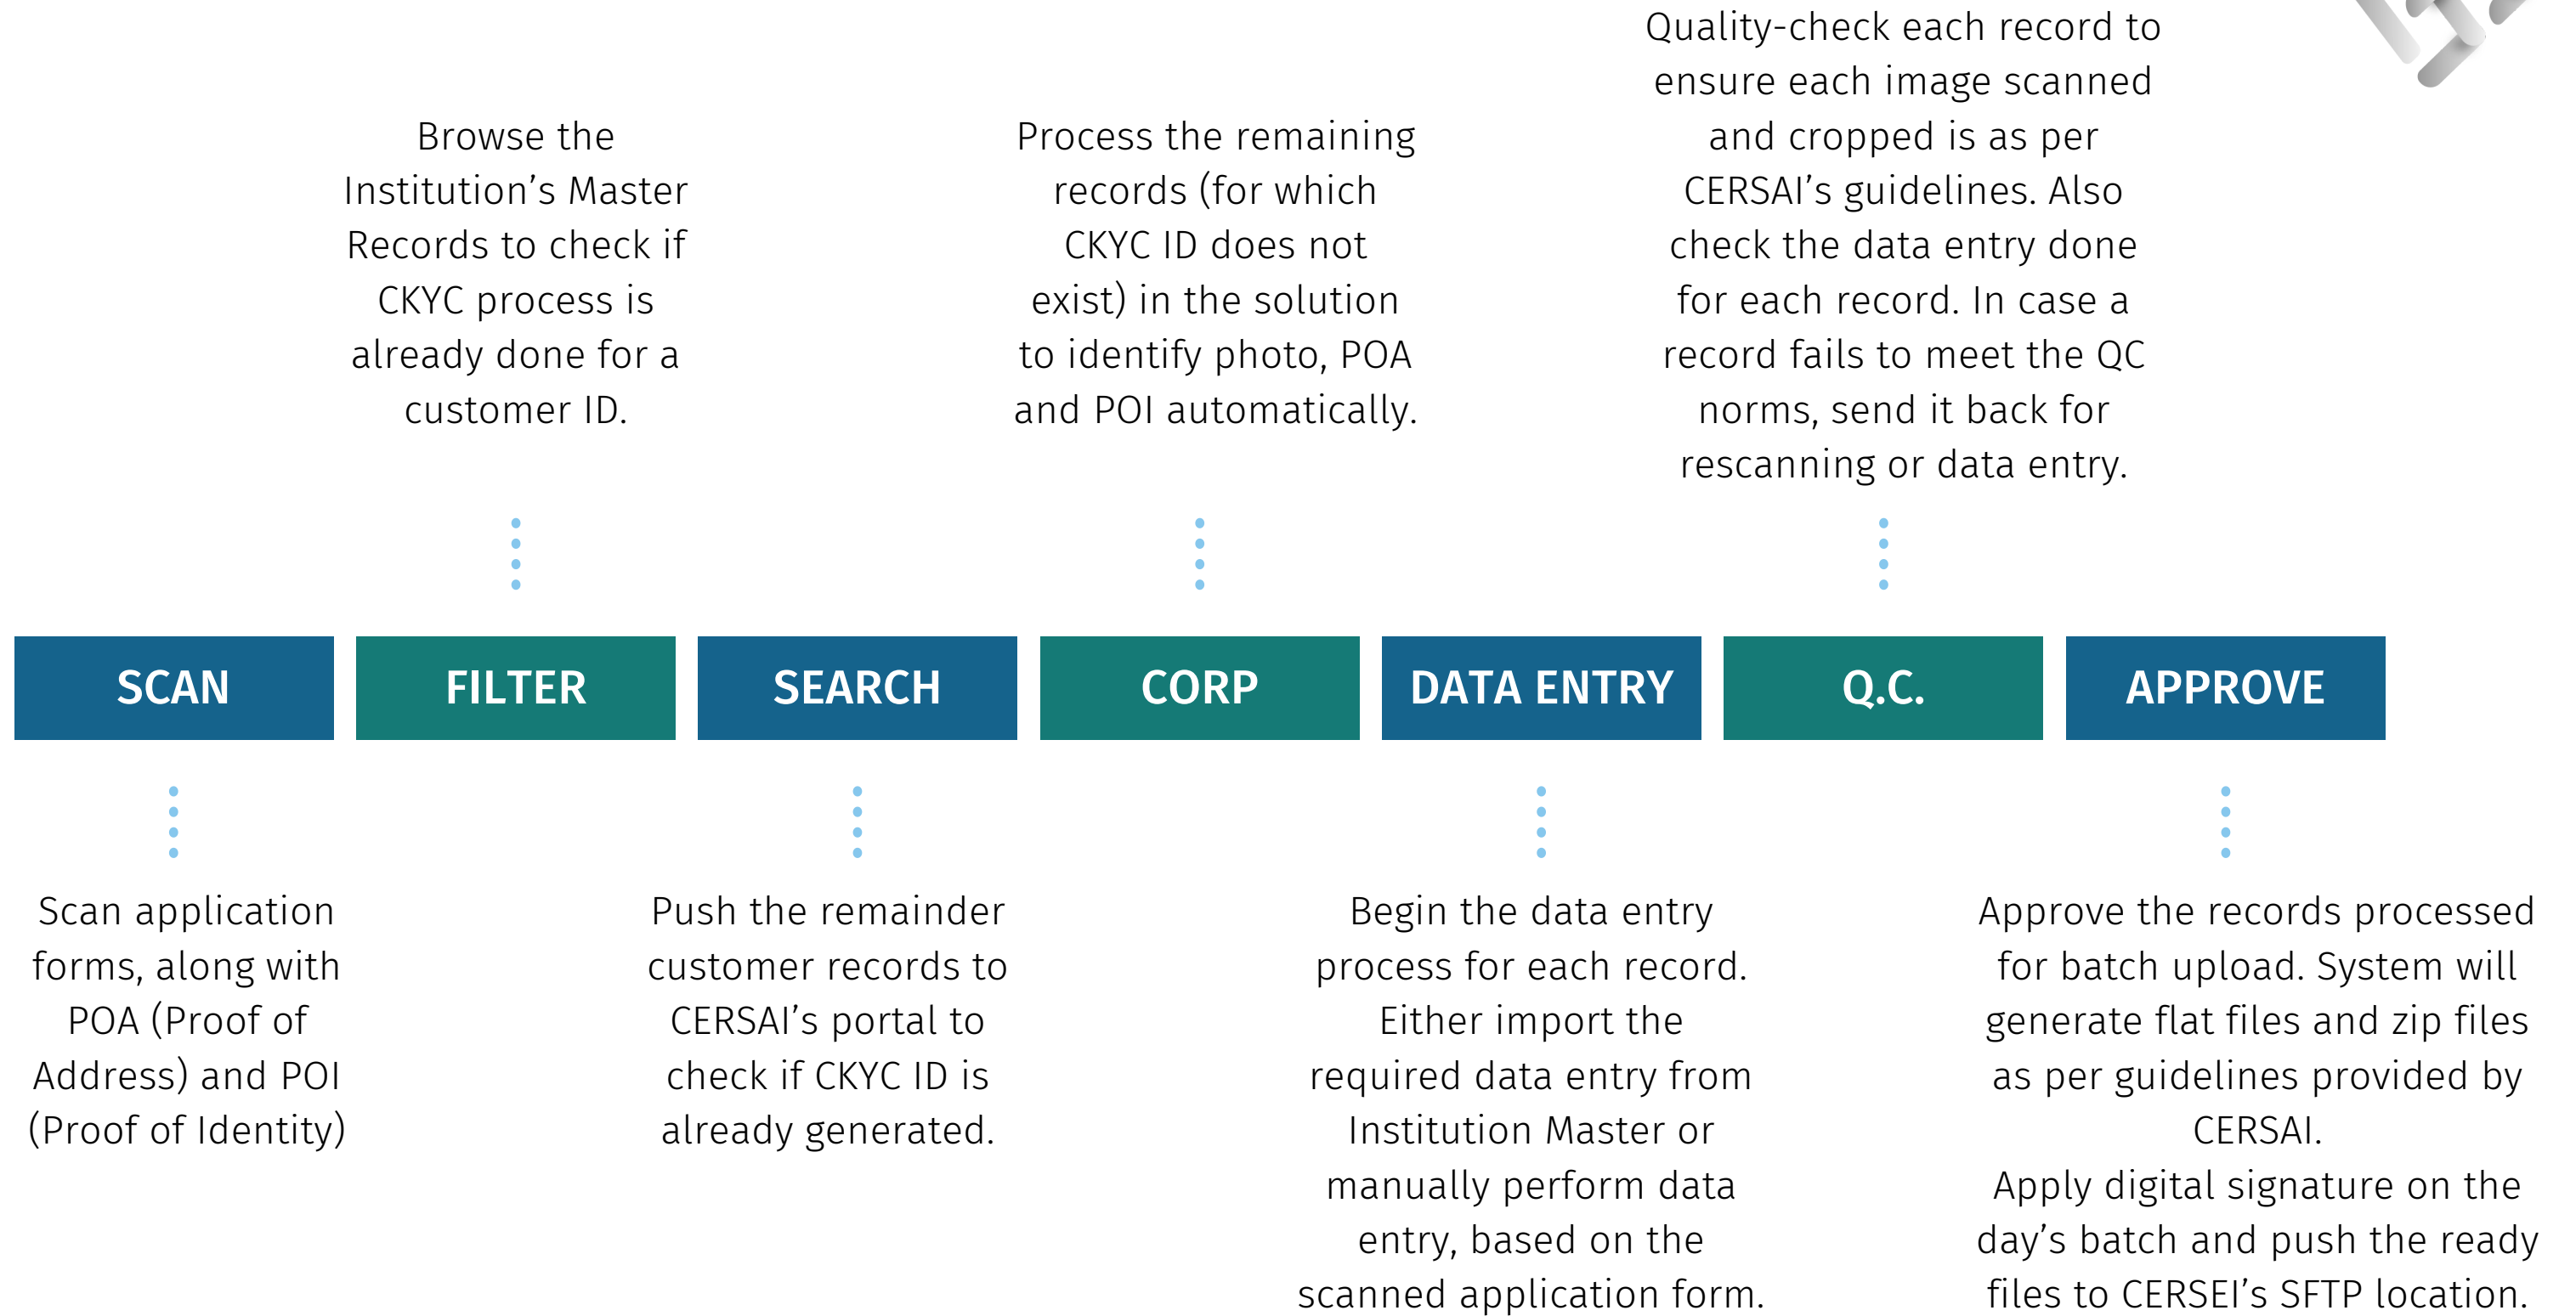 Browse the
Institution’s Master
Records to check if
CKYC process is
already done for a
customer ID.
Process the remaining
records (for which
CKYC ID does not
exist) in the solution
to identify photo, POA
and POI automatically.
Quality-check each record to
ensure each image scanned
and cropped is as per
CERSAI’s guidelines. Also
check the data entry done
for each record. In case a
record fails to meet the QC
norms, send it back for
rescanning or data entry.
SCAN
FILTER
SEARCH
CORP
DATA ENTRY
Q.C.
APPROVE
Scan application
forms, along with
POA (Proof of
Address) and POI
(Proof of Identity)
Push the remainder
customer records to
CERSAI’s portal to
check if CKYC ID is
already generated.
Begin the data entry
process for each record.
Either import the
required data entry from
Institution Master or
manually perform data
entry, based on the
scanned application form.
Approve the records processed
for batch upload. System will
generate flat files and zip files
as per guidelines provided by
CERSAI.
Apply digital signature on the
day’s batch and push the ready
files to CERSEI’s SFTP location.